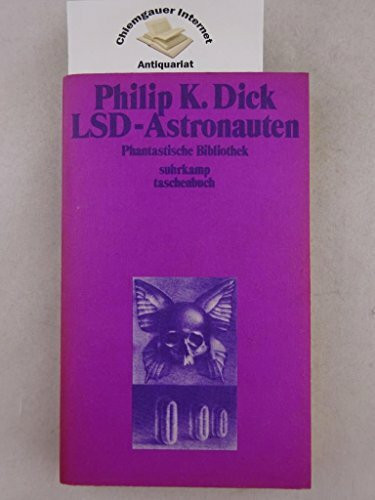 Chiemgauer Internet
Antiquariat
Philip K. Dick
LSD-Astronauten
Phantastische Bibliothek
suhrkamp
taschenbuch